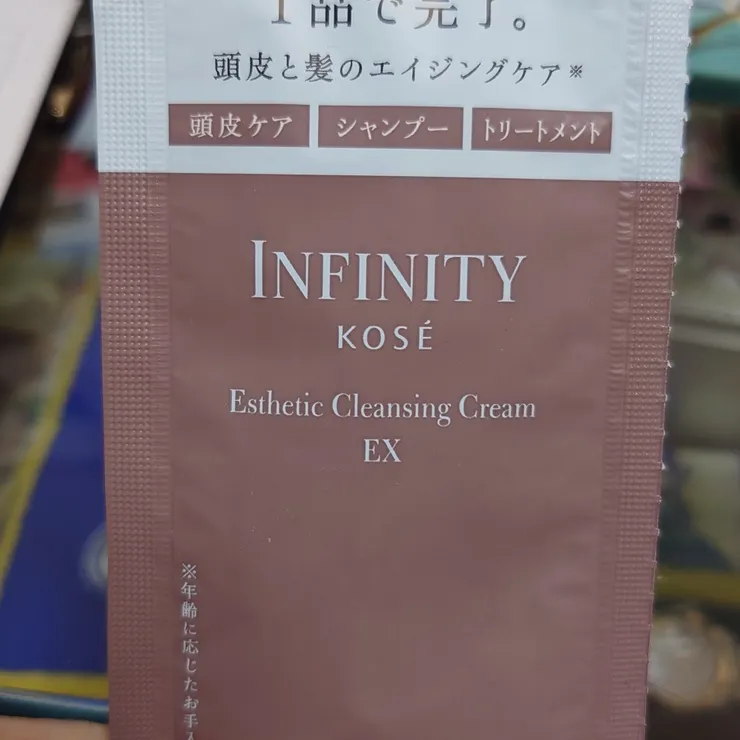 1品で完了。
頭皮と髪のエイジングケア※
頭皮ケア シャンプー トリートメント
INFINITY
KOSÉ
Esthetic Cleansing Cream
EX
※年齢に応じたお手入